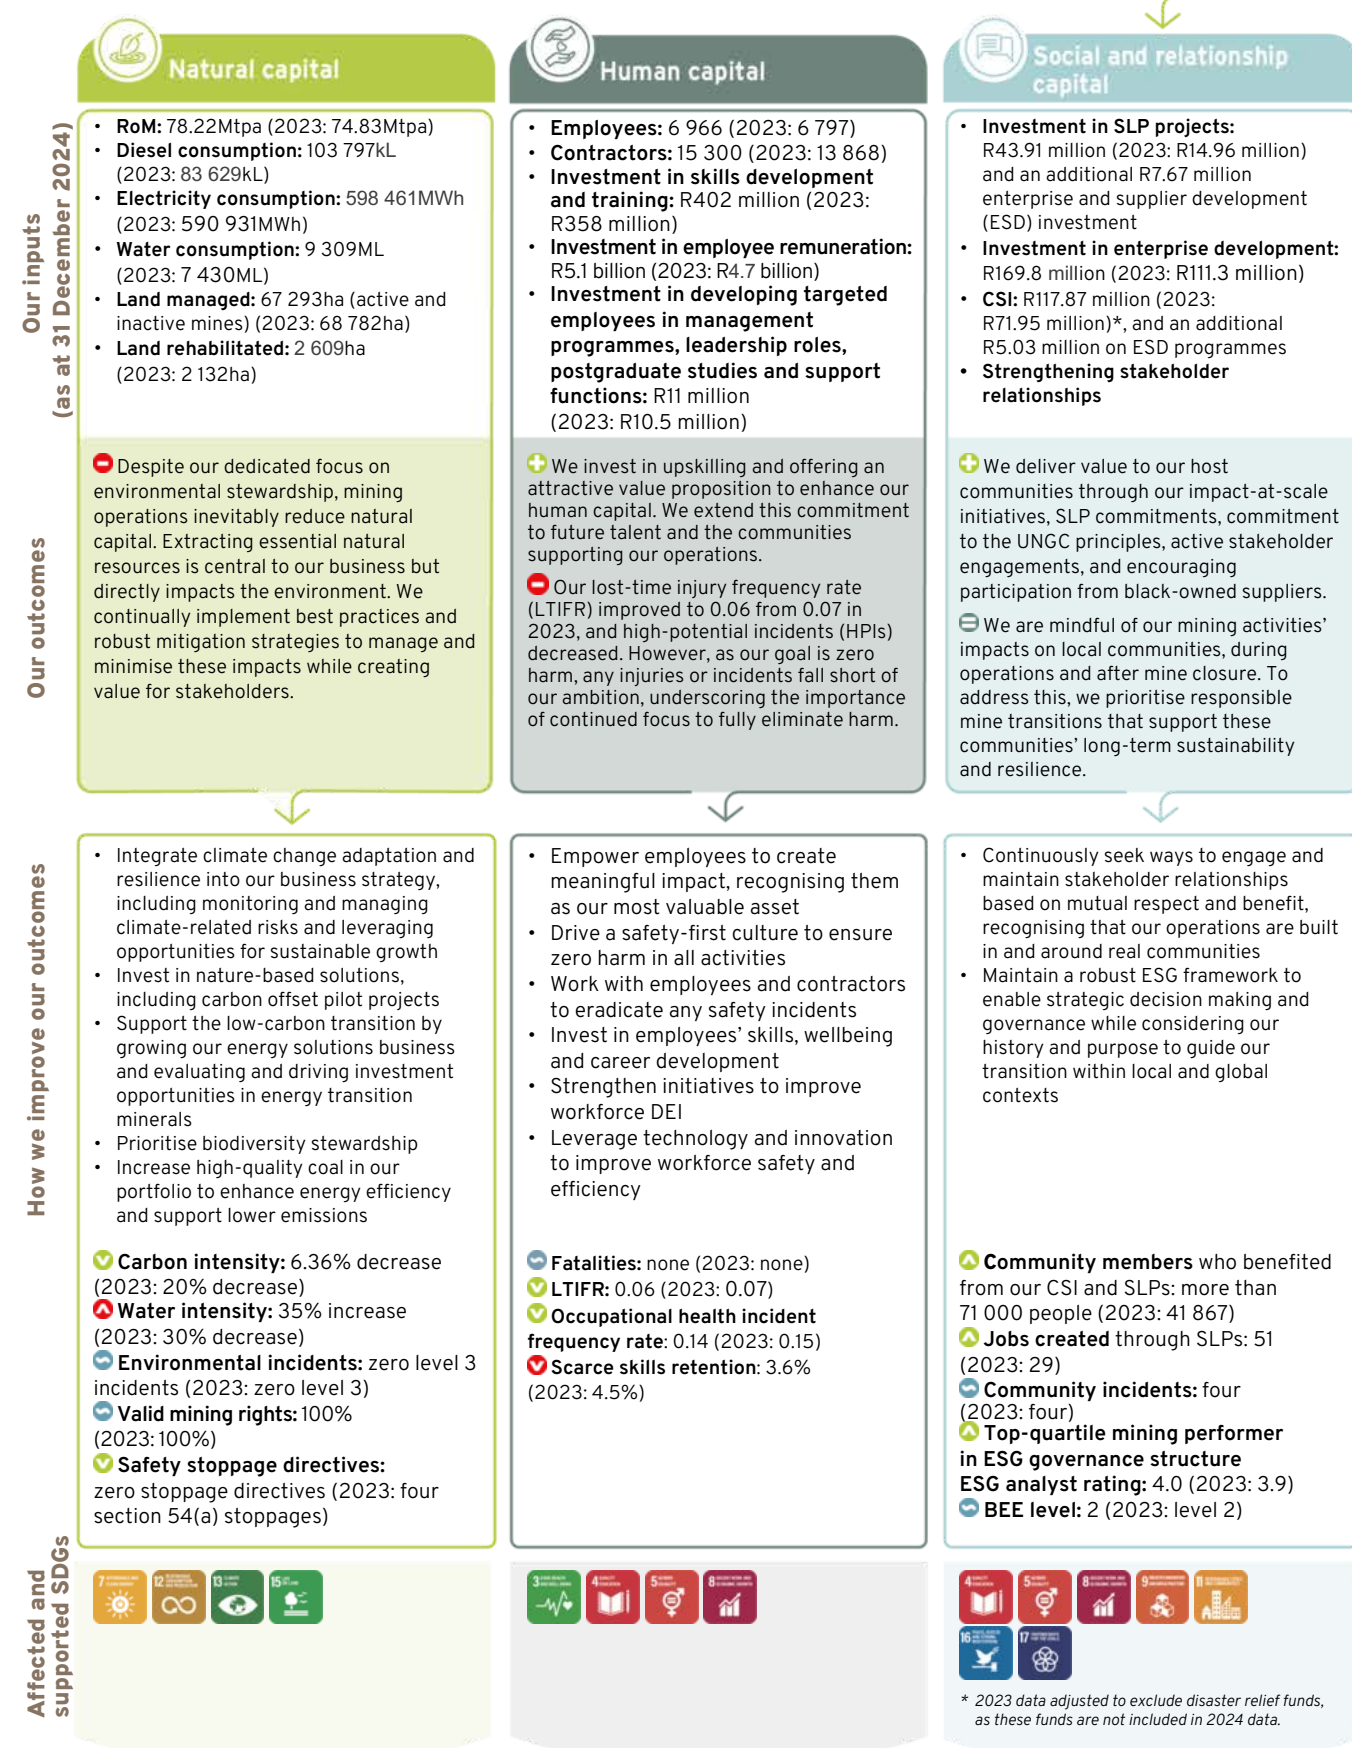 Natural capital
Our inputs
(as at 31 December 2024)
• RoM: 78.22Mtpa (2023: 74.83Mtpa)
• Diesel consumption: 103 797kL
(2023: 83 629kL)
• Electricity consumption: 598 461MWh
(2023: 590 931MWh)
• Water consumption: 9 309ML
(2023: 7 430ML)
• Land managed: 67 293ha (active and
inactive mines) (2023: 68 782ha)
• Land rehabilitated: 2 609ha
(2023: 2 132ha)
Human capital
• Employees: 6 966 (2023: 6 797)
• Contractors: 15 300 (2023: 13 868)
• Investment in skills development
and training: R402 million (2023:
R358 million)
• Investment in employee remuneration:
R5.1 billion (2023: R4.7 billion)
• Investment in developing targeted
employees in management
programmes, leadership roles,
postgraduate studies and support
functions: R11 million
(2023: R10.5 million)
Social and relationship
capital
• Investment in SLP projects:
R43.91 million (2023: R14.96 million)
and an additional R7.67 million
enterprise and supplier development
(ESD) investment
• Investment in enterprise development:
R169.8 million (2023: R111.3 million)
• CSI: R117.87 million (2023:
R71.95 million)*, and an additional
R5.03 million on ESD programmes
• Strengthening stakeholder
relationships
Our outcomes
Despite our dedicated focus on
environmental stewardship, mining
operations inevitably reduce natural
capital. Extracting essential natural
resources is central to our business but
directly impacts the environment. We
continually implement best practices and
robust mitigation strategies to manage and
minimise these impacts while creating
value for stakeholders.
We invest in upskilling and offering an
attractive value proposition to enhance our
human capital. We extend this commitment
to future talent and the communities
supporting our operations.
Our lost-time injury frequency rate
(LTIFR) improved to 0.06 from 0.07 in
2023, and high-potential incidents (HPIs)
decreased. However, as our goal is zero
harm, any injuries or incidents fall short of
our ambition, underscoring the importance
of continued focus to fully eliminate harm.
We deliver value to our host
communities through our impact-at-scale
initiatives, SLP commitments, commitment
to the UNGC principles, active stakeholder
engagements, and encouraging
participation from black-owned suppliers.
We are mindful of our mining activities’
impacts on local communities, during
operations and after mine closure. To
address this, we prioritise responsible
mine transitions that support these
communities’ long-term sustainability
and resilience.
How we improve our outcomes
• Integrate climate change adaptation and
resilience into our business strategy,
including monitoring and managing
climate-related risks and leveraging
opportunities for sustainable growth
• Invest in nature-based solutions,
including carbon offset pilot projects
• Support the low-carbon transition by
growing our energy solutions business
and evaluating and driving investment
opportunities in energy transition
minerals
• Prioritise biodiversity stewardship
• Increase high-quality coal in our
portfolio to enhance energy efficiency
and support lower emissions
Carbon intensity: 6.36% decrease
(2023: 20% decrease)
Water intensity: 35% increase
(2023: 30% decrease)
Environmental incidents: zero level 3
incidents (2023: zero level 3)
Valid mining rights: 100%
(2023: 100%)
Safety stoppage directives:
zero stoppage directives (2023: four
section 54(a) stoppages)
• Empower employees to create
meaningful impact, recognising them
as our most valuable asset
• Drive a safety-first culture to ensure
zero harm in all activities
• Work with employees and contractors
to eradicate any safety incidents
• Invest in employees’ skills, wellbeing
and career development
• Strengthen initiatives to improve
workforce DEI
• Leverage technology and innovation
to improve workforce safety and
efficiency
Fatalities: none (2023: none)
LTIFR: 0.06 (2023: 0.07)
Occupational health incident
frequency rate: 0.14 (2023: 0.15)
Scarce skills retention: 3.6%
(2023: 4.5%)
• Continuously seek ways to engage and
maintain stakeholder relationships
based on mutual respect and benefit,
recognising that our operations are built
in and around real communities
• Maintain a robust ESG framework to
enable strategic decision making and
governance while considering our
history and purpose to guide our
transition within local and global
contexts
Community members who benefited
from our CSI and SLPs: more than
71 000 people (2023: 41 867)
Jobs created through SLPs: 51
(2023: 29)
Community incidents: four
(2023: four)
Top-quartile mining performer
in ESG governance structure
ESG analyst rating: 4.0 (2023: 3.9)
BEE level: 2 (2023: level 2)
Affected and
supported SDGs
7
12
13
15
3
4
5
8
4
5
8
9
11
16
17
* 2023 data adjusted to exclude disaster relief funds,
as these funds are not included in 2024 data.